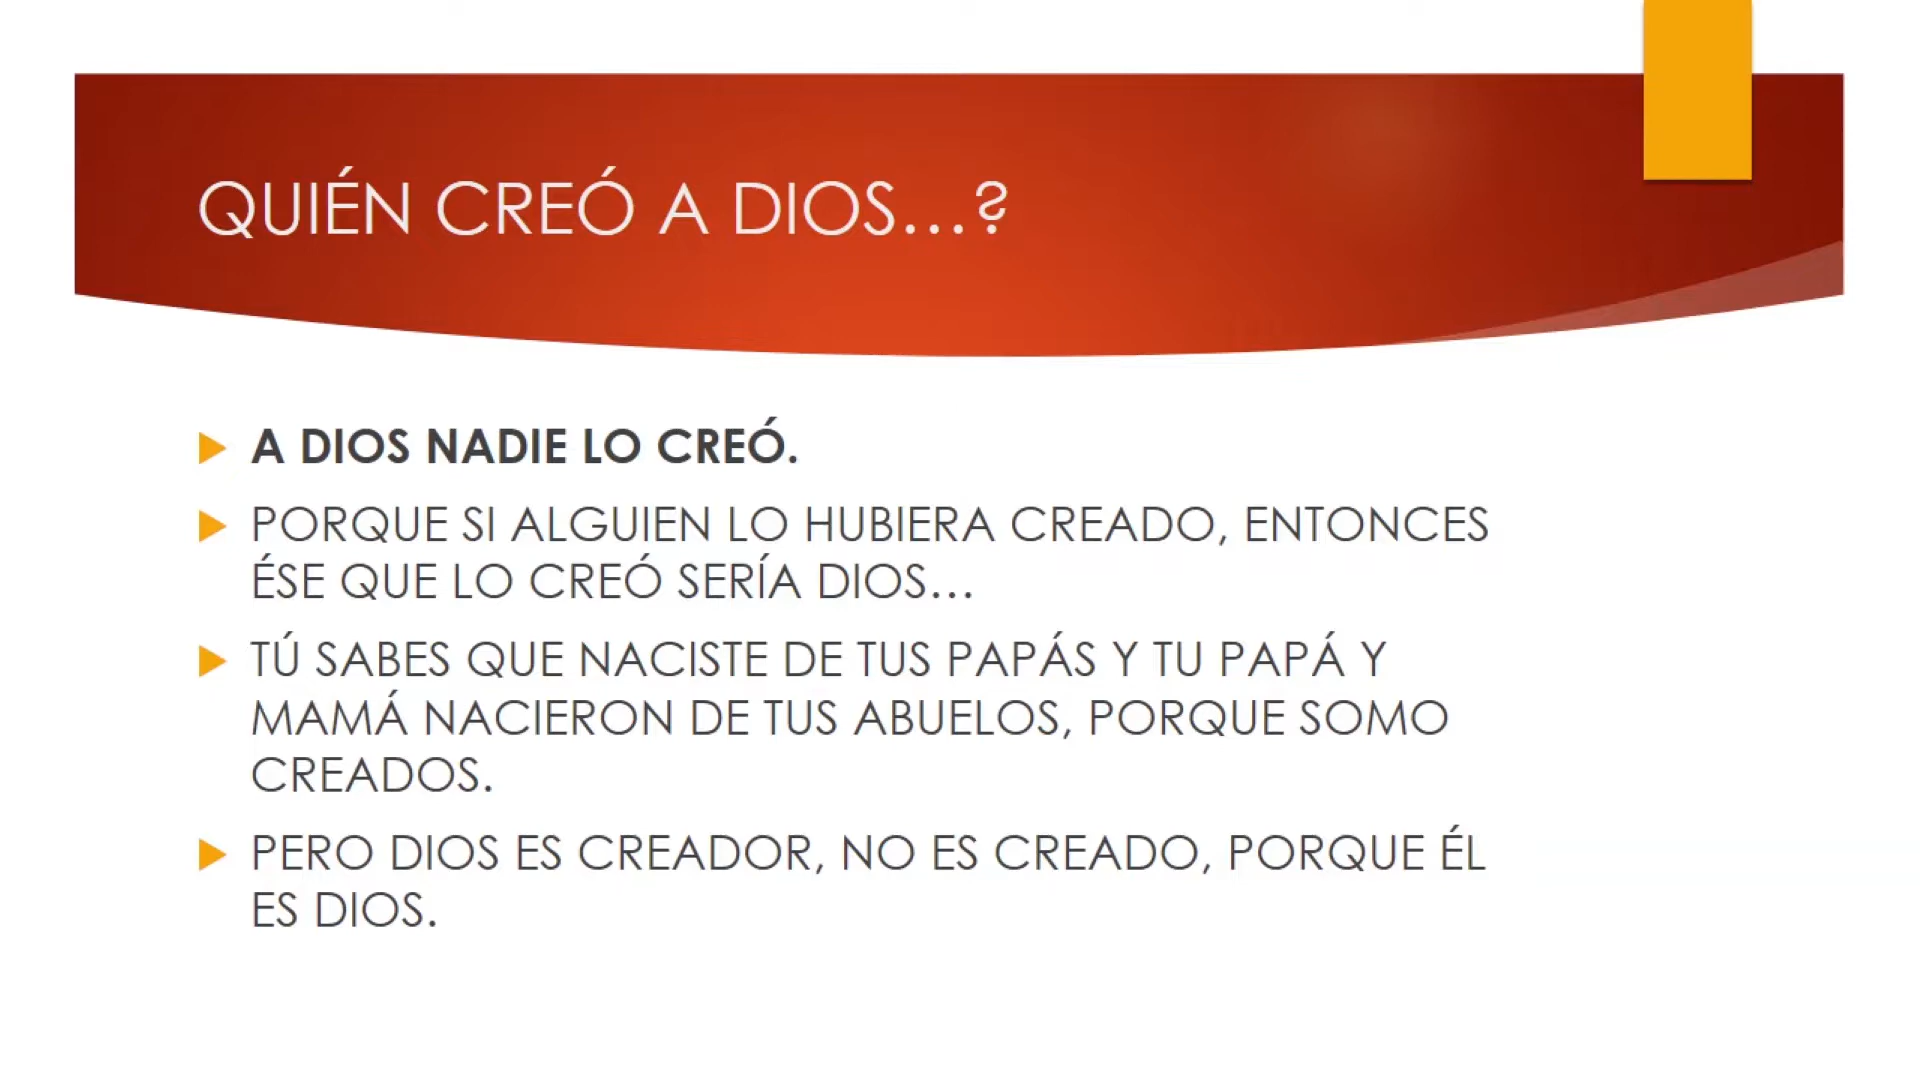 QUIÉN CREÓ A DIOS...?
A DIOS NADIE LO CREÓ.
PORQUE SI ALGUIEN LO HUBIERA CREADO, ENTONCES
ÉSE QUE LO CREÓ SERÍA DIOS...
TÚ SABES QUE NACISTE DE TUS PAPÁS Y TU PAPÁ Y
MAMÁ NACIERON DE TUS ABUELOS, PORQUE SOMO
CREADOS.
PERO DIOS ES CREADOR, NO ES CREADO, PORQUE ÉL
ES DIOS.